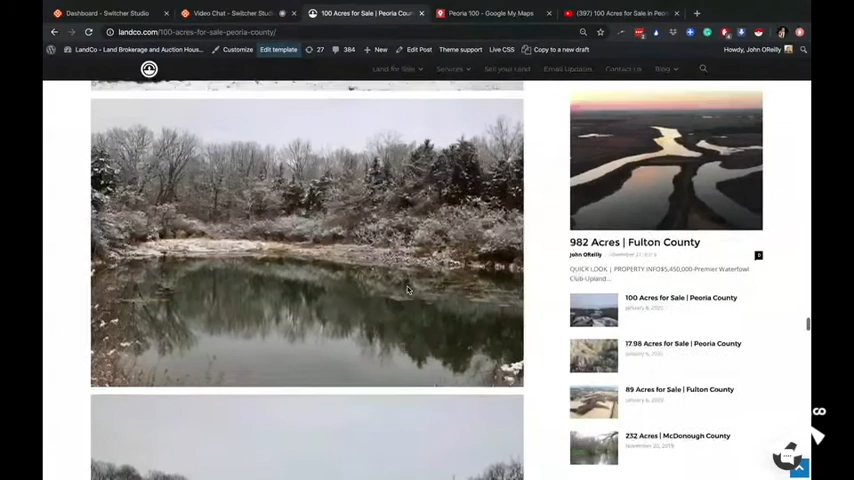 Dashboard - Switcher Studio
Video Chat - Switcher Studi
100 Acres for Sale | Peoria Cou
Peoria 100 - Google My Maps
(397) 100 Acres for Sale in Peo
landco.com/100-acres-for-sale-peoria-county/
LandCo - Land Brokerage and Auction Hous...
Customize
Edit template
27
384
New
Edit Post
Theme support
Live CSS
Copy to a new draft
Howdy, John OReilly
Land for Sale
Services
Sell your Land
Email Updates
Contact Us
Blog
982 Acres | Fulton County
John OReilly
0
QUICK LOOK | PROPERTY INFO$5,450,000-Premier Waterfowl
Club-Upland...
100 Acres for Sale | Peoria County
17.98 Acres for Sale | Peoria County
89 Acres for Sale | Fulton County
232 Acres | McDonough County